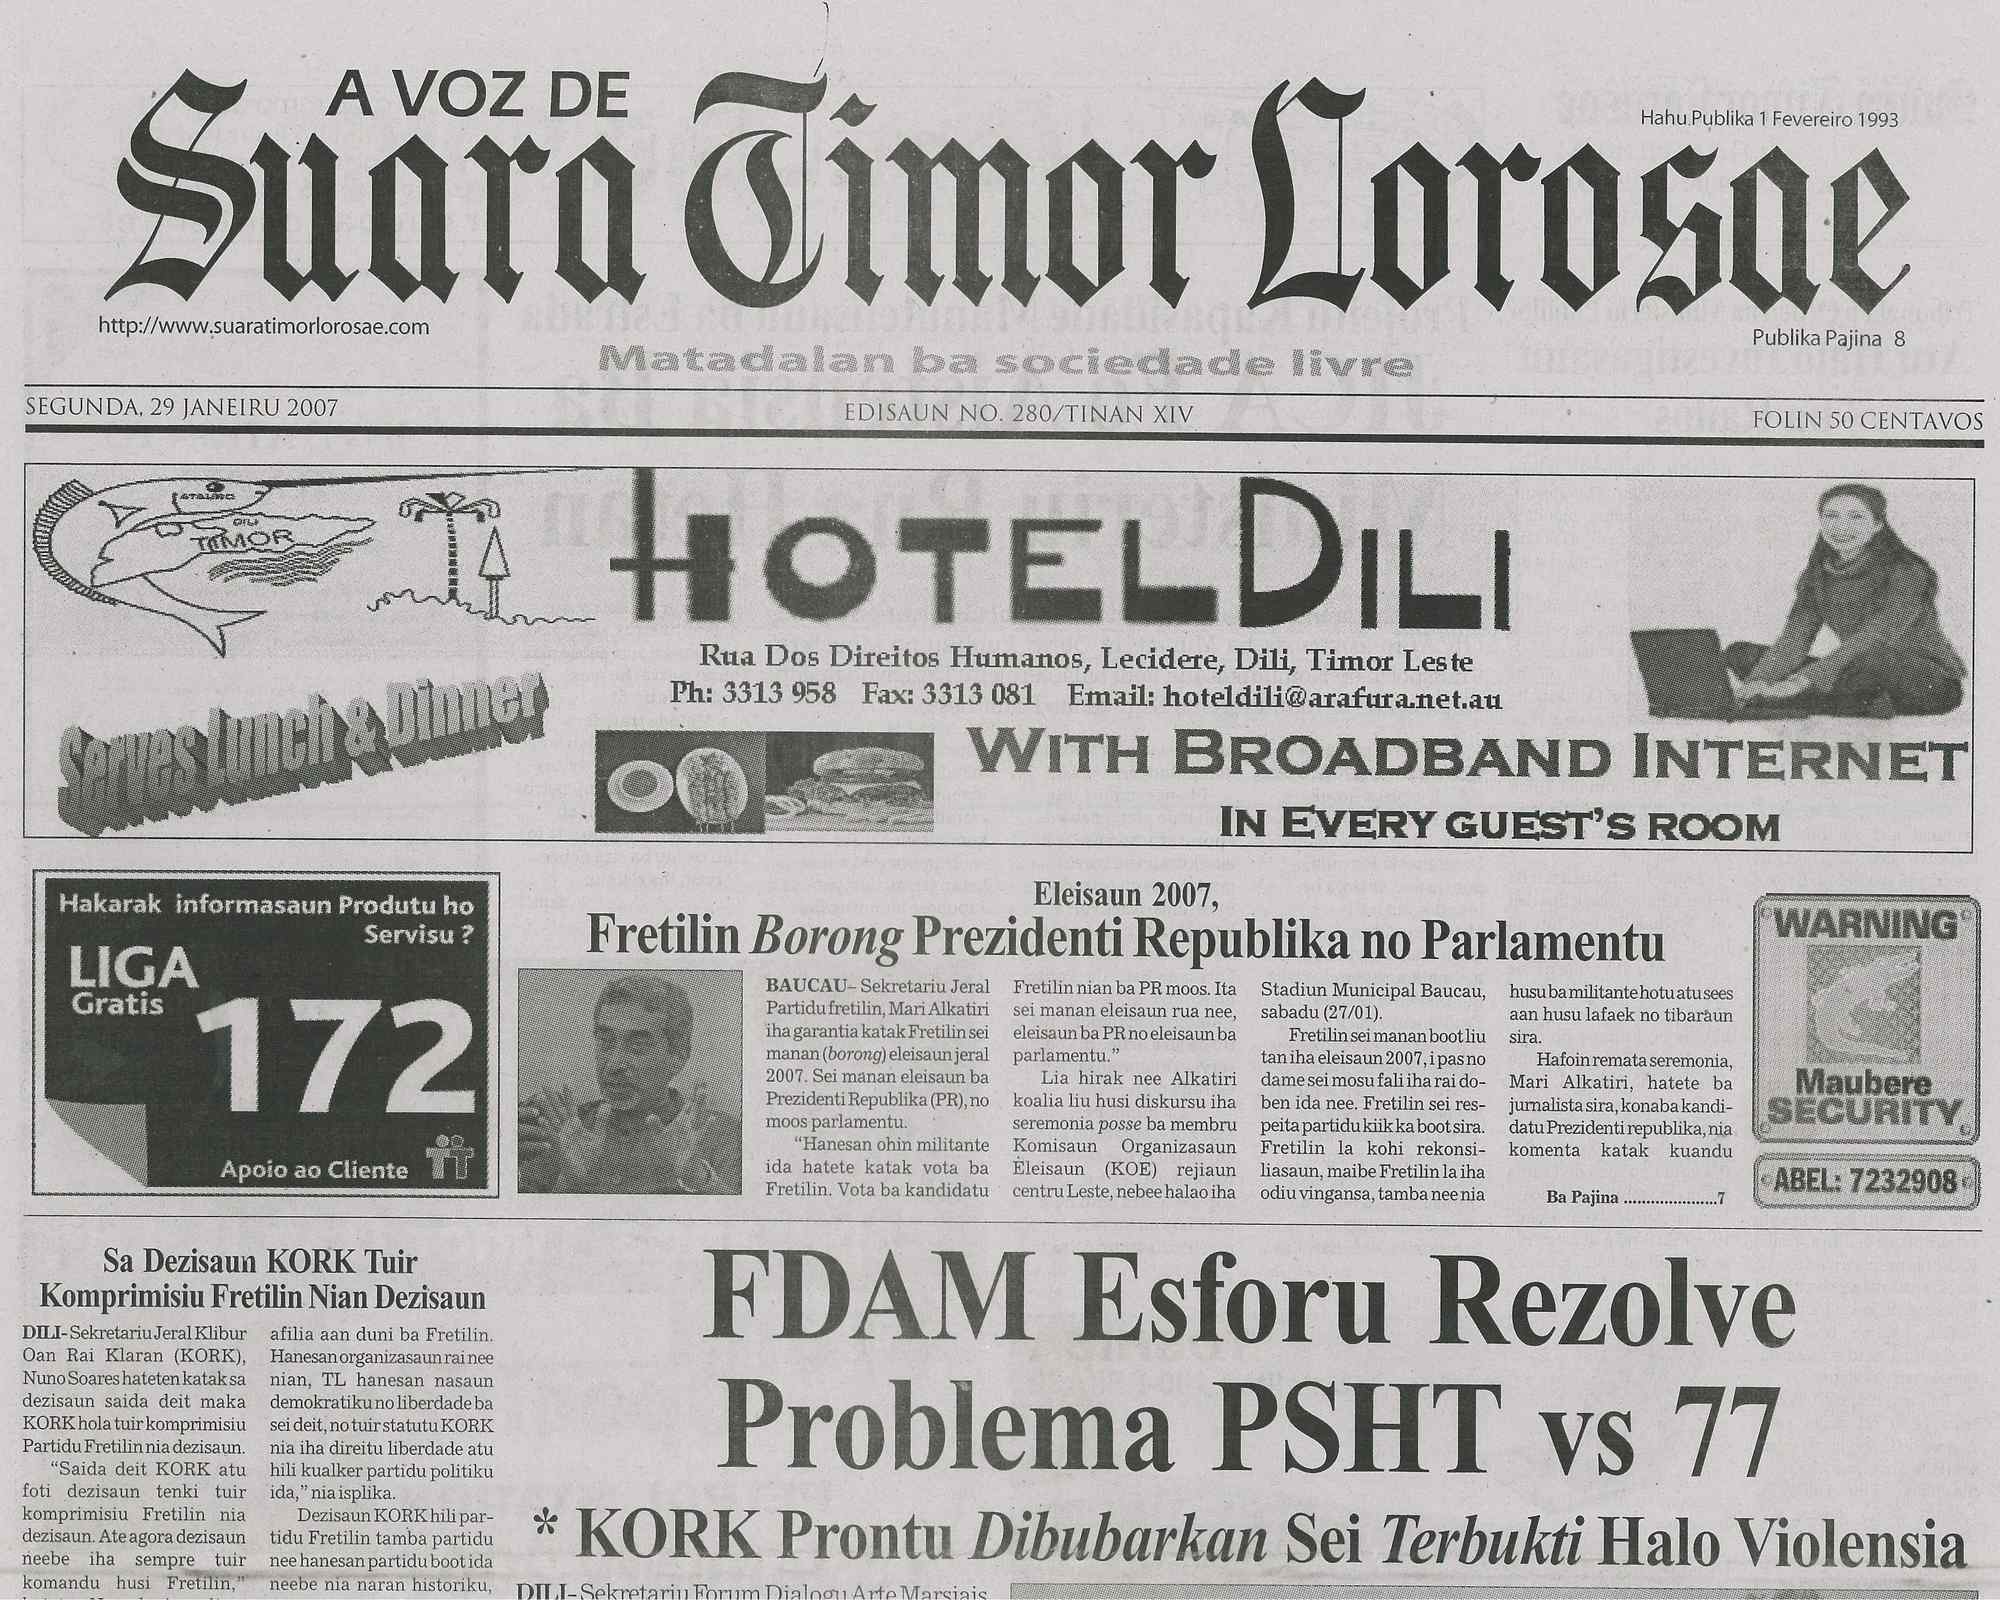 A VOZ DE
Suara Timor Lorosae
Hahu Publika 1 Fevereiro 1993
http://www.suaratimorlorosae.com
Publika Pajina 8
Matadalan ba sociedade livre
SEGUNDA, 29 JANEIRU 2007
EDISAUN NO. 280/TINAN XIV
FOLIN 50 CENTAVOS
ATAURO
DILI
TIMOR
HOTEL DILI
Rua Dos Direitos Humanos, Lecidere, Dili, Timor Leste
Ph: 3313 958 Fax: 3313 081 Email: hoteldili@arafura.net.au
Serves Lunch & Dinner
WITH BROADBAND INTERNET
IN EVERY GUEST'S ROOM
Hakarak informasaun Produtu ho
Servisu ?
LIGA
Gratis
172
Apoio ao Cliente
TT
Eleisaun 2007,
Fretilin Borong Prezidenti Republika no Parlamentu
BAUCAU– Sekretariu Jeral
Partidu fretilin, Mari Alkatiri
iha garantia katak Fretilin sei
manan (borong) eleisaun jeral
2007. Sei manan eleisaun ba
Prezidenti Republika (PR), no
moos parlamentu.
“Hanesan ohin militante
ida hatete katak vota ba
Fretilin. Vota ba kandidatu
Fretilin nian ba PR moos. Ita
sei manan eleisaun rua nee,
eleisaun ba PR no eleisaun ba
parlamentu.”
Lia hirak nee Alkatiri
koalia liu husi diskursu iha
seremonia posse ba membru
Komisaun Organizasaun
Eleisaun (KOE) rejiaun
centru Leste, nebee halao iha
Stadiun Municipal Baucau,
sabadu (27/01).
Fretilin sei manan boot liu
tan iha eleisaun 2007, i pas no
dame sei mosu fali iha rai do-
ben ida nee. Fretilin sei res-
peita partidu kiik ka boot sira.
Fretilin la kohi rekonsi-
liasaun, maibe Fretilin la iha
odiu vingansa, tamba nee nia
husu ba militante hotu atu sees
aan husu lafaek no tibaraun
sira.
Hafoin remata seremonia,
Mari Alkatiri, hatete ba
jurnalista sira, konaba kandi-
datu Prezidenti republika, nia
komenta katak kuandu
Ba Pajina ....................7
WARNING
Maubere
SECURITY
ABEL: 7232908
Sa Dezisaun KORK Tuir
Komprimisiu Fretilin Nian Dezisaun
DILI- Sekretariu Jeral Klibur
Oan Rai Klaran (KORK),
Nuno Soares hateten katak sa
dezisaun saida deit maka
KORK hola tuir komprimisiu
Partidu Fretilin nia dezisaun.
“Saida deit KORK atu
foti dezisaun tenki tuir
komprimisiu Fretilin nia
dezisaun. Ate agora dezisaun
neebe iha sempre tuir
komandu husi Fretilin,”
afilia aan duni ba Fretilin.
Hanesan organizasaun rai nee
nian, TL hanesan nasaun
demokratiku no liberdade ba
sei deit, no tuir statutu KORK
nia iha direitu liberdade atu
hili kualker partidu politiku
ida,” nia isplika.
Dezisaun KORK hili par-
tidu Fretilin tamba partidu
nee hanesan partidu boot ida
neebe nia naran historiku,
FDAM Esforu Rezolve
Problema PSHT vs 77
* KORK Prontu Dibubarkan Sei Terbukti Halo Violensia
DILI- Sekretariu Forum Dialogu Arte Marsiais